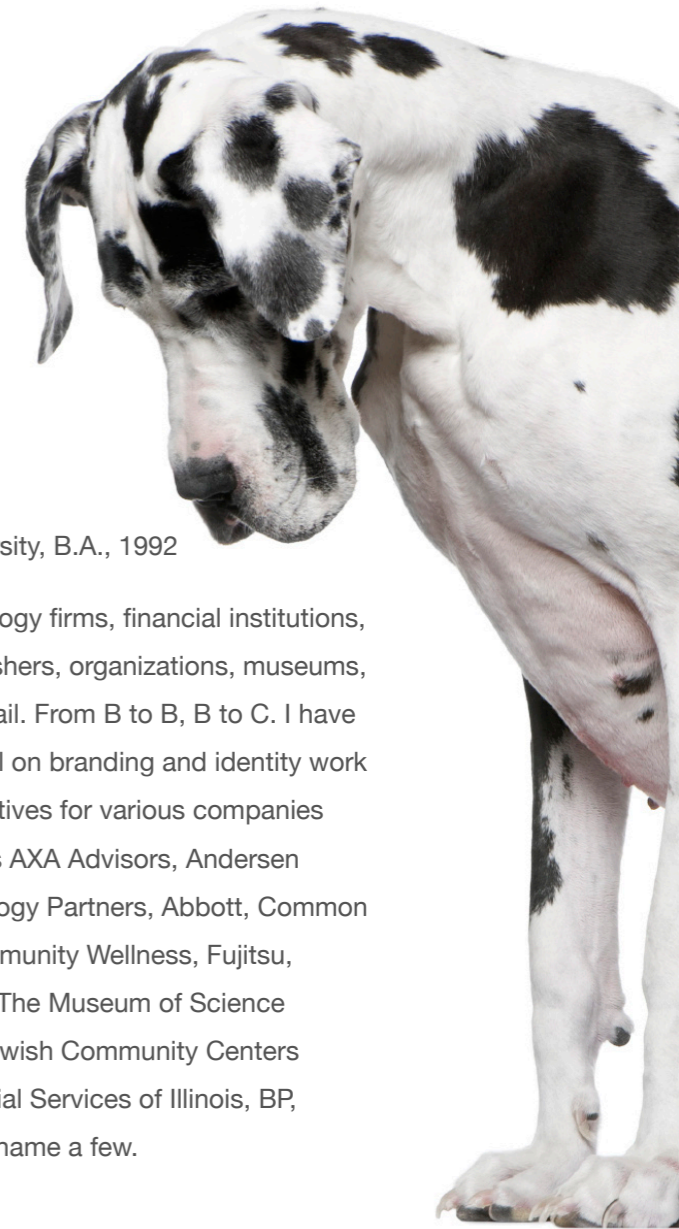 sity, B.A., 1992
ogy firms, financial institutions,
shers, organizations, museums,
ail. From B to B, B to C. I have
l on branding and identity work
tives for various companies
s AXA Advisors, Andersen
ogy Partners, Abbott, Common
munity Wellness, Fujitsu,
The Museum of Science
wish Community Centers
ial Services of Illinois, BP,
name a few.